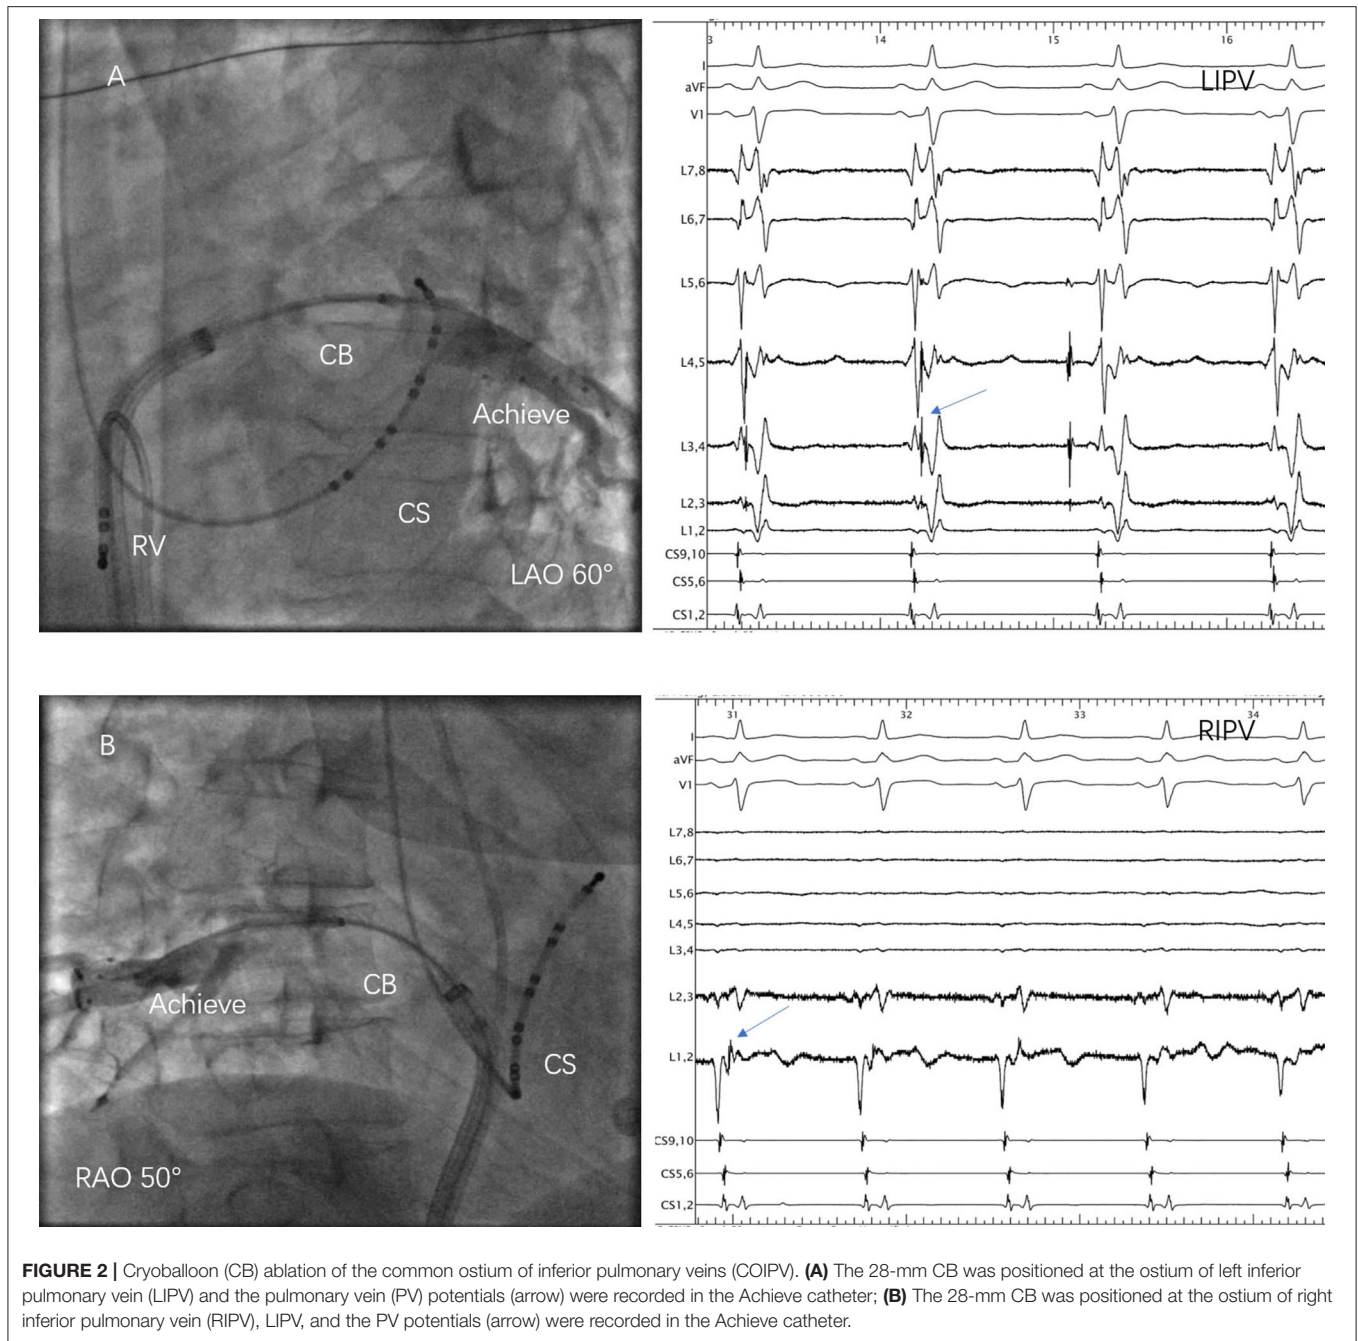 A
CB
Achieve
CS
RV
LAO 60°
3 14 15 16
I
LIPV
aVF
V1
L7,8
L6,7
L5,6
L4,5
L3,4
L2,3
L1,2
CS9,10
CS5,6
CS1,2
B
CB
Achieve
CS
RAO 50°
31 32 33 34
I
RIPV
aVF
V1
L7,8
L6,7
L5,6
L4,5
L3,4
L2,3
L1,2
CS9,10
CS5,6
CS1,2
FIGURE 2 | Cryoballoon (CB) ablation of the common ostium of inferior pulmonary veins (COIPV). (A) The 28-mm CB was positioned at the ostium of left inferior
pulmonary vein (LIPV) and the pulmonary vein (PV) potentials (arrow) were recorded in the Achieve catheter; (B) The 28-mm CB was positioned at the ostium of right
inferior pulmonary vein (RIPV), LIPV, and the PV potentials (arrow) were recorded in the Achieve catheter.